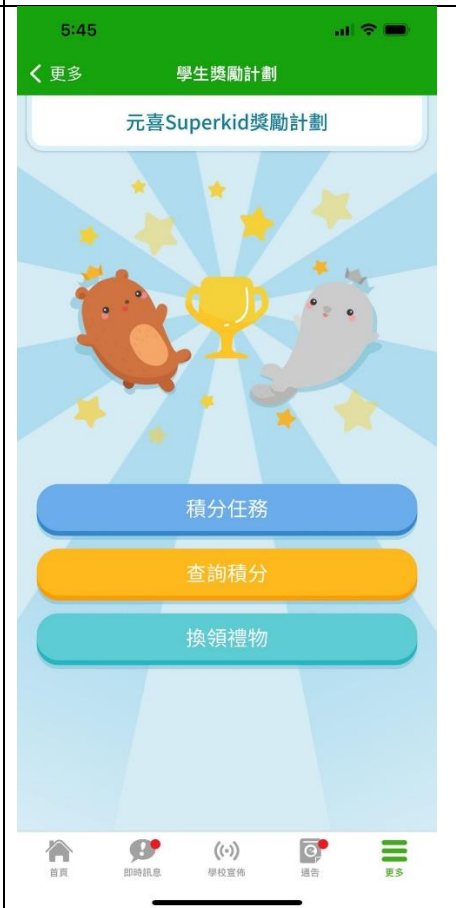 5:45
更多
學生獎勵計劃
元喜Superkid獎勵計劃
積分任務
查詢積分
換領禮物
首頁
即時訊息
學校宣佈
通告
更多